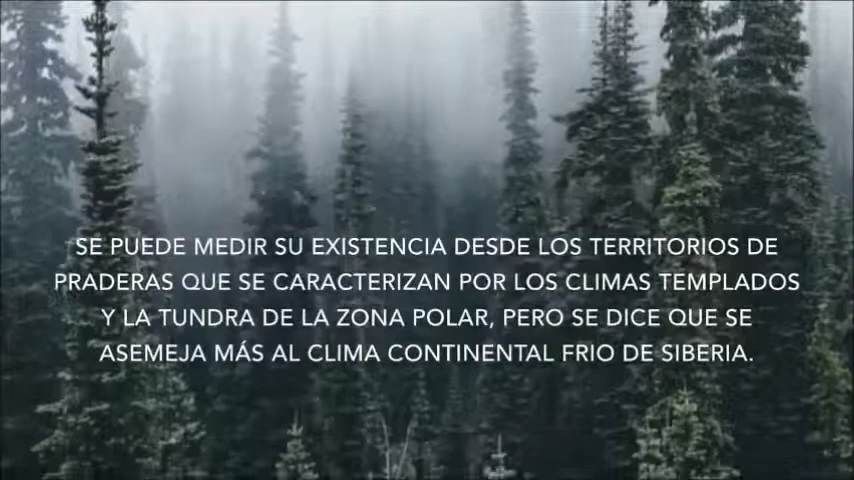 SE PUEDE MEDIR SU EXISTENCIA DESDE LOS TERRITORIOS DE
PRADERAS QUE SE CARACTERIZAN POR LOS CLIMAS TEMPLADOS
Y LA TUNDRA DE LA ZONA POLAR, PERO SE DICE QUE SE
ASEMEJA MÁS AL CLIMA CONTINENTAL FRIO DE SIBERIA.